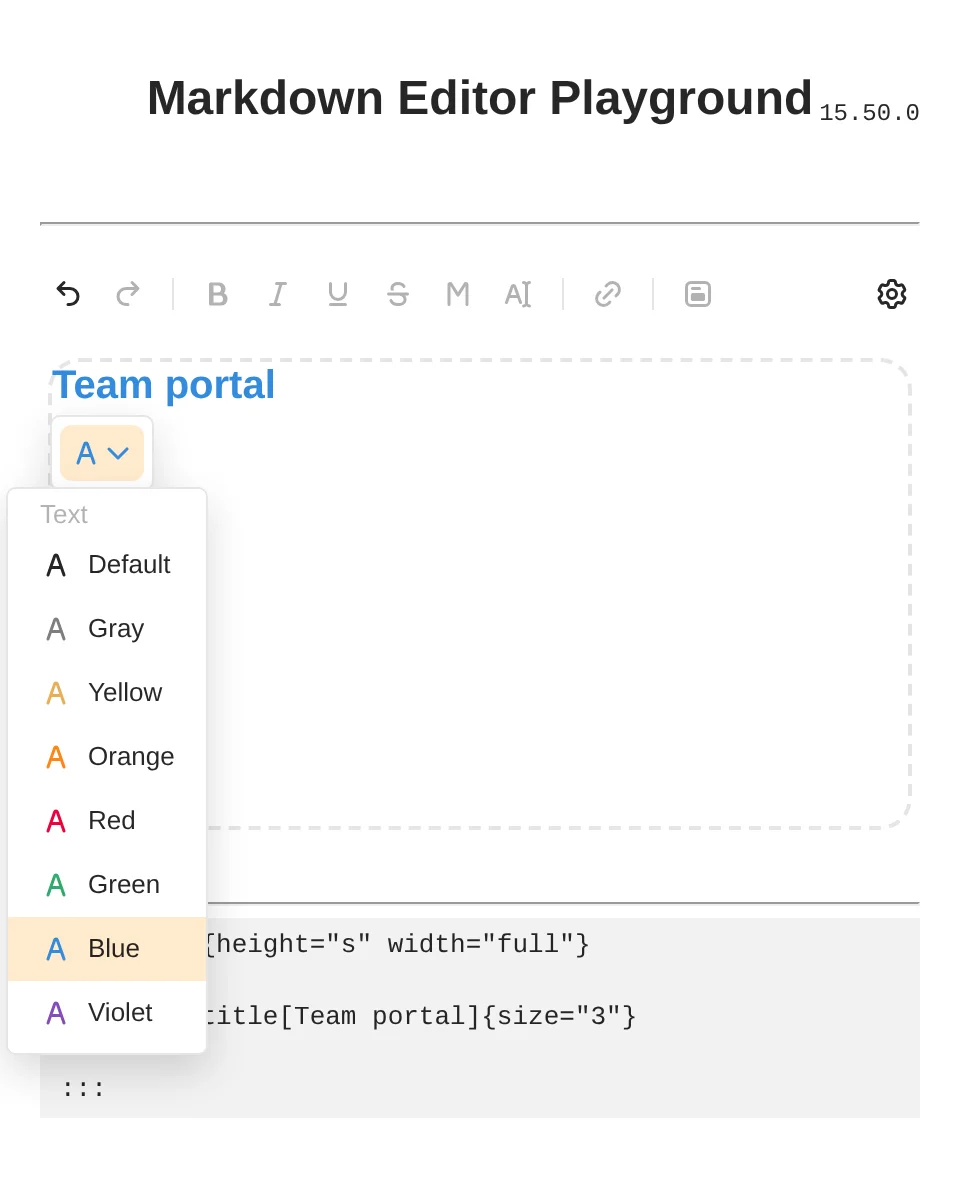 Markdown Editor Playground 15.50.0
Team portal
Text
Default
Gray
Yellow
Orange
Red
Green
Blue
Violet
{height="s" width="full"}
title[Team portal]{size="3"}
:::